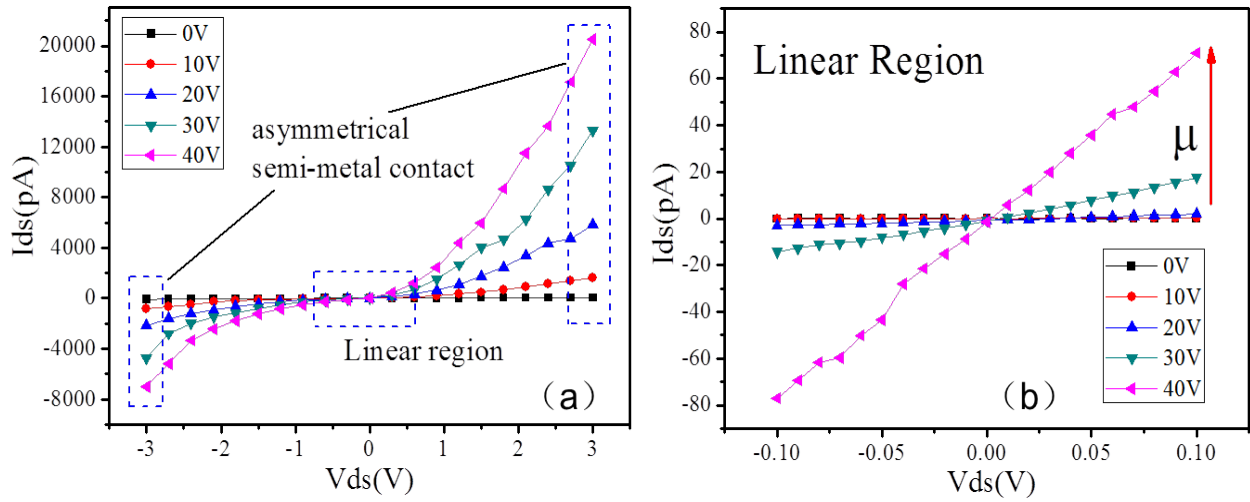 0V
10V
20V
30V
40V
asymmetrical
semi-metal contact
Linear region
(a)
20000
16000
12000
8000
4000
0
-4000
-8000
Ids(pA)
-3
-2
-1
0
1
2
3
Vds(V)
Linear Region
μ
0V
10V
20V
30V
40V
(b)
80
60
40
20
0
-20
-40
-60
-80
Ids(pA)
-0.10
-0.05
0.00
0.05
0.10
Vds(V)